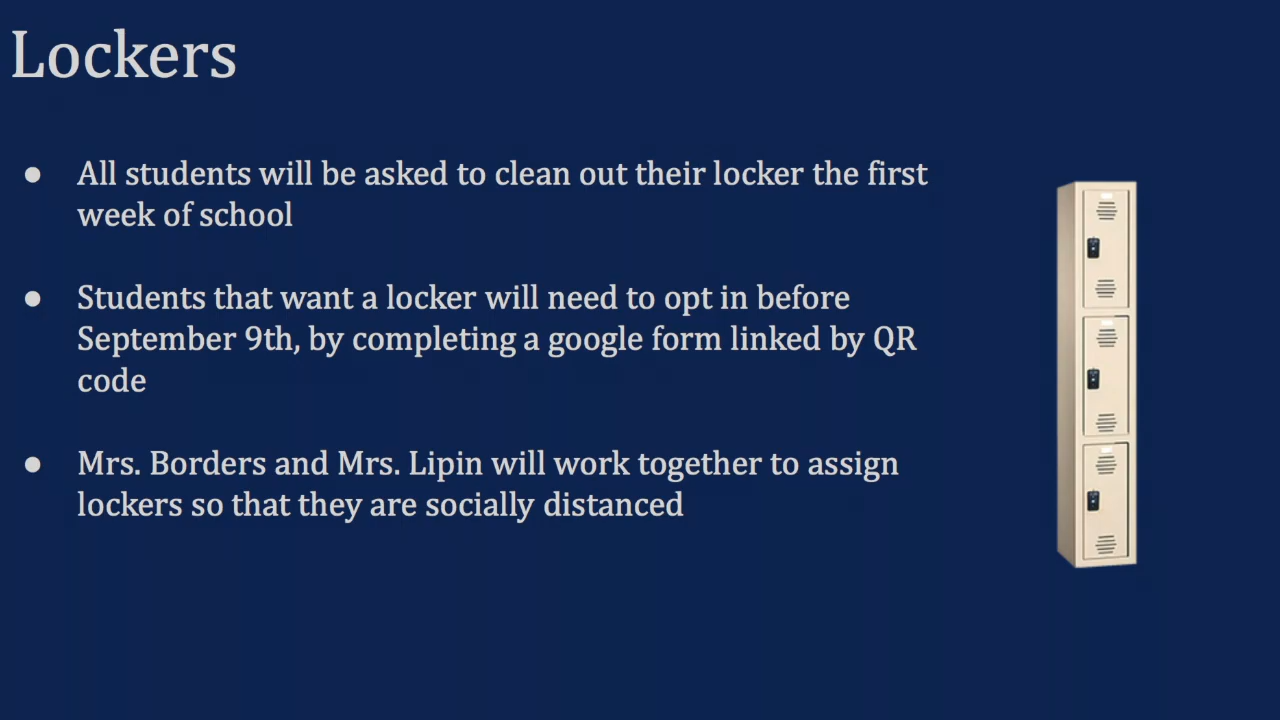 Lockers
● All students will be asked to clean out their locker the first
week of school
● Students that want a locker will need to opt in before
September 9th, by completing a google form linked by QR
code
● Mrs. Borders and Mrs. Lipin will work together to assign
lockers so that they are socially distanced